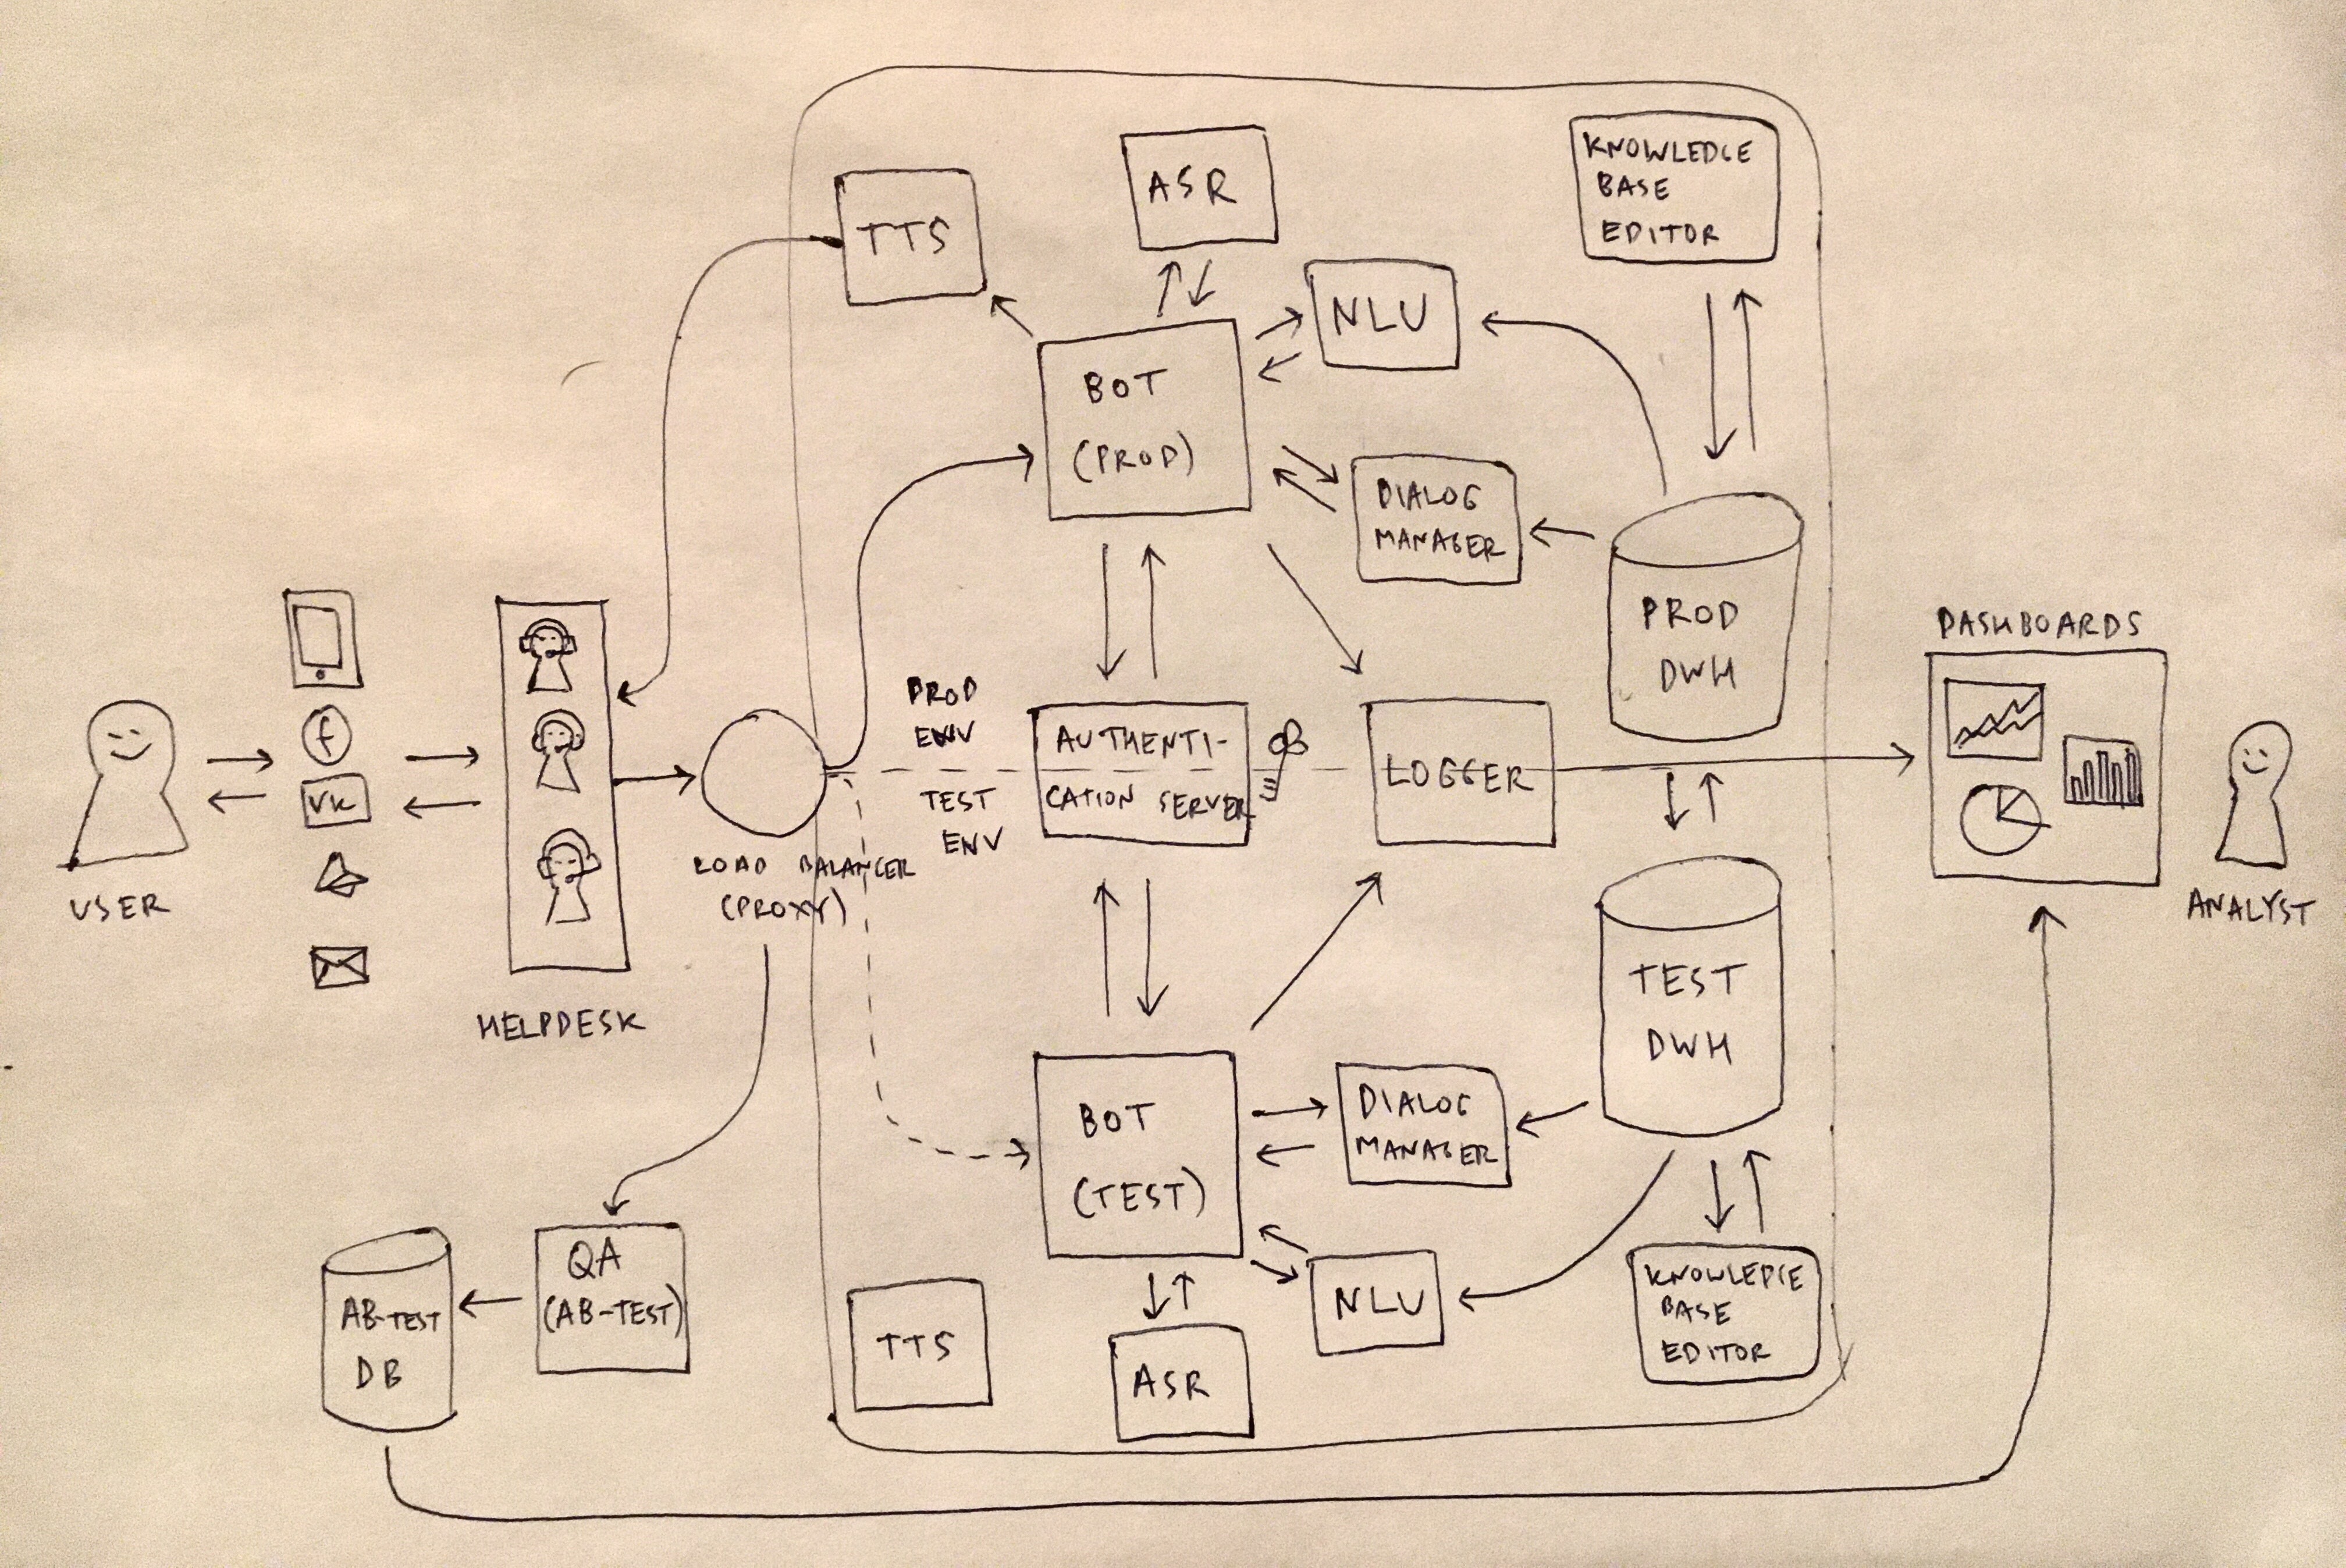 TTS
ASR
KNOWLEDGE
BASE
EDITOR
NLU
BOT
(PROD)
DIALOG
MANAGER
PROD
DWH
DASHBOARDS
f
VK
PROD
ENV
TEST
ENV
AUTHENTI-
CATION SERVER
LOGGER
LOAD BALANCER
(PROXY)
USER
HELPDESK
ANALYST
TEST
DWH
BOT
(TEST)
DIALOG
MANAGER
QA
(AB-TEST)
AB-TEST
DB
TTS
ASR
NLU
KNOWLEDGE
BASE
EDITOR